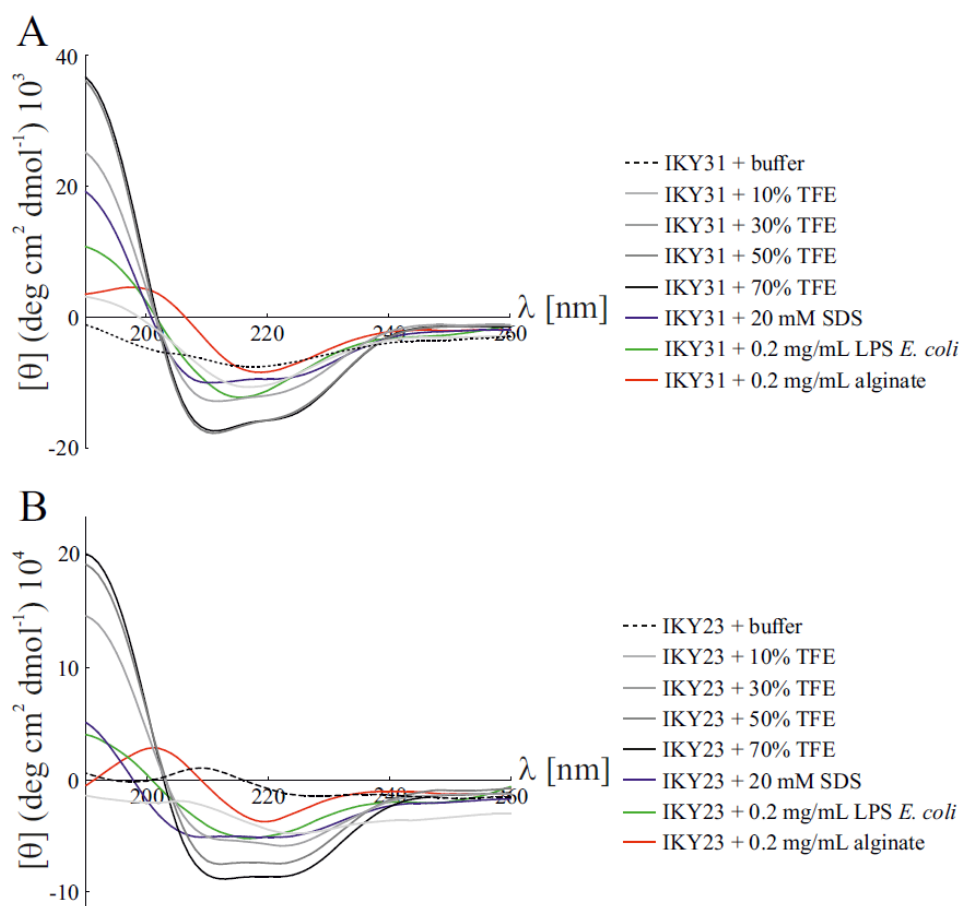 A
[θ] (deg cm² dmol⁻¹) 10³
40
20
0
-20
200
220
240
260
λ [nm]
IKY31 + buffer
IKY31 + 10% TFE
IKY31 + 30% TFE
IKY31 + 50% TFE
IKY31 + 70% TFE
IKY31 + 20 mM SDS
IKY31 + 0.2 mg/mL LPS E. coli
IKY31 + 0.2 mg/mL alginate
B
[θ] (deg cm² dmol⁻¹) 10⁴
20
10
0
-10
200
220
240
260
λ [nm]
IKY23 + buffer
IKY23 + 10% TFE
IKY23 + 30% TFE
IKY23 + 50% TFE
IKY23 + 70% TFE
IKY23 + 20 mM SDS
IKY23 + 0.2 mg/mL LPS E. coli
IKY23 + 0.2 mg/mL alginate